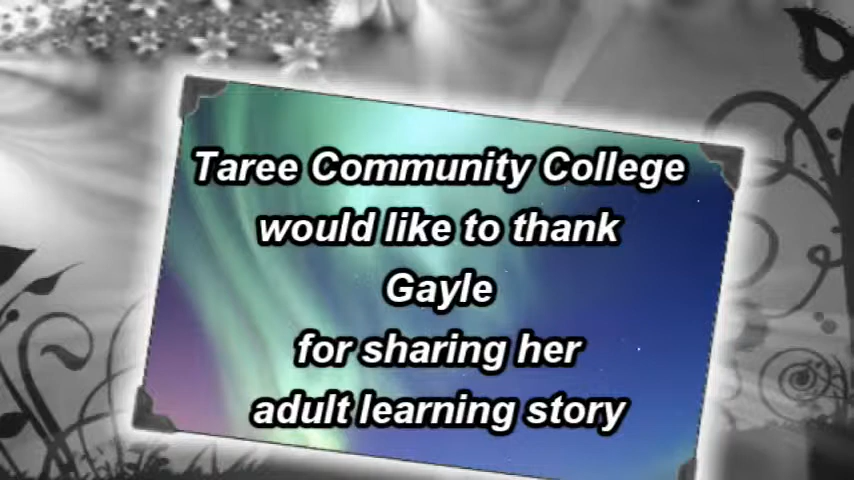 Taree Community College
would like to thank
Gayle
for sharing her
adult learning story